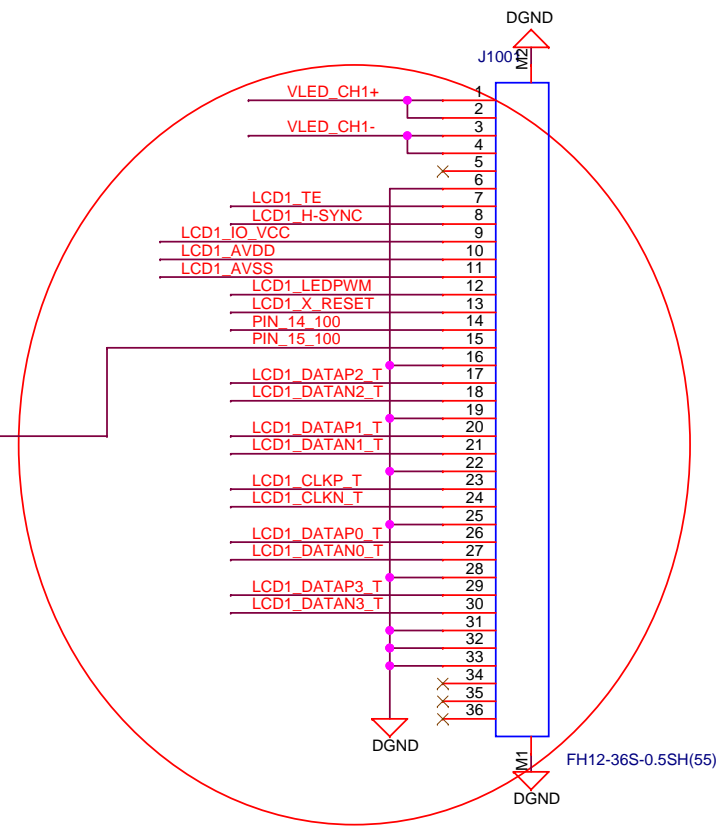 DGND
J1001
M2
VLED_CH1+
1
2
VLED_CH1-
3
4
5
6
LCD1_TE
7
LCD1_H-SYNC
8
LCD1_IO_VCC
9
LCD1_AVDD
10
LCD1_AVSS
11
LCD1_LEDPWM
12
LCD1_X_RESET
13
PIN_14_100
14
PIN_15_100
15
16
LCD1_DATAP2_T
17
LCD1_DATAN2_T
18
19
LCD1_DATAP1_T
20
LCD1_DATAN1_T
21
22
LCD1_CLKP_T
23
LCD1_CLKN_T
24
25
LCD1_DATAP0_T
26
LCD1_DATAN0_T
27
28
LCD1_DATAP3_T
29
LCD1_DATAN3_T
30
31
32
33
34
35
36
DGND
M1
FH12-36S-0.5SH(55)
DGND